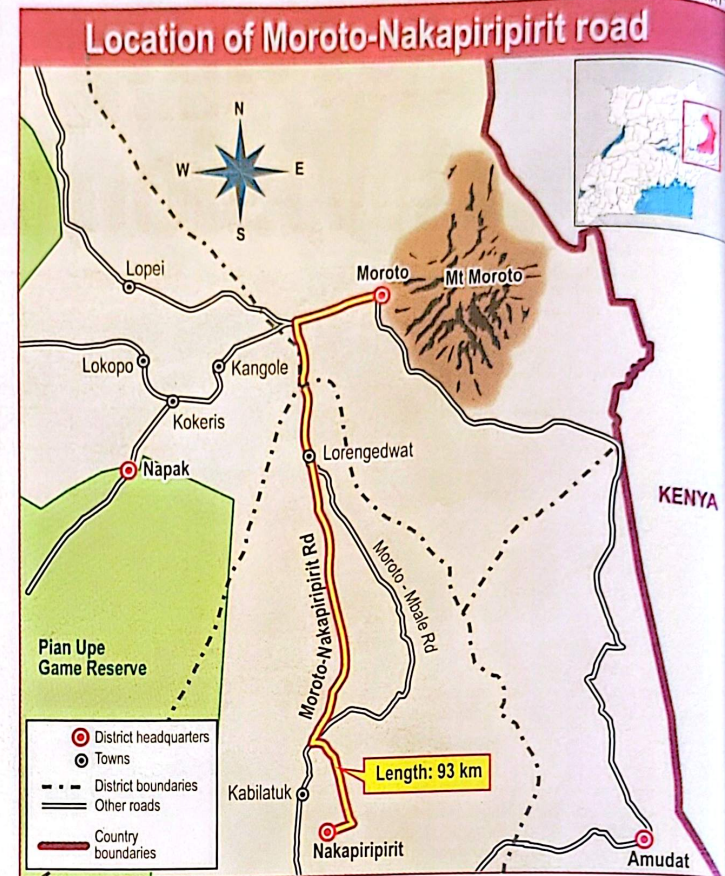 Location of Moroto-Nakapiripirit road
N
W
E
S
Moroto
Mt Moroto
Lopei
Lokopo
Kangole
Kokeris
Napak
Lorengedwat
KENYA
Moroto-Nakapiripirit Rd
Moroto - Mbale Rd
Pian Upe
Game Reserve
District headquarters
Towns
District boundaries
Other roads
Country
boundaries
Length: 93 km
Kabilatuk
Nakapiripirit
Amudat